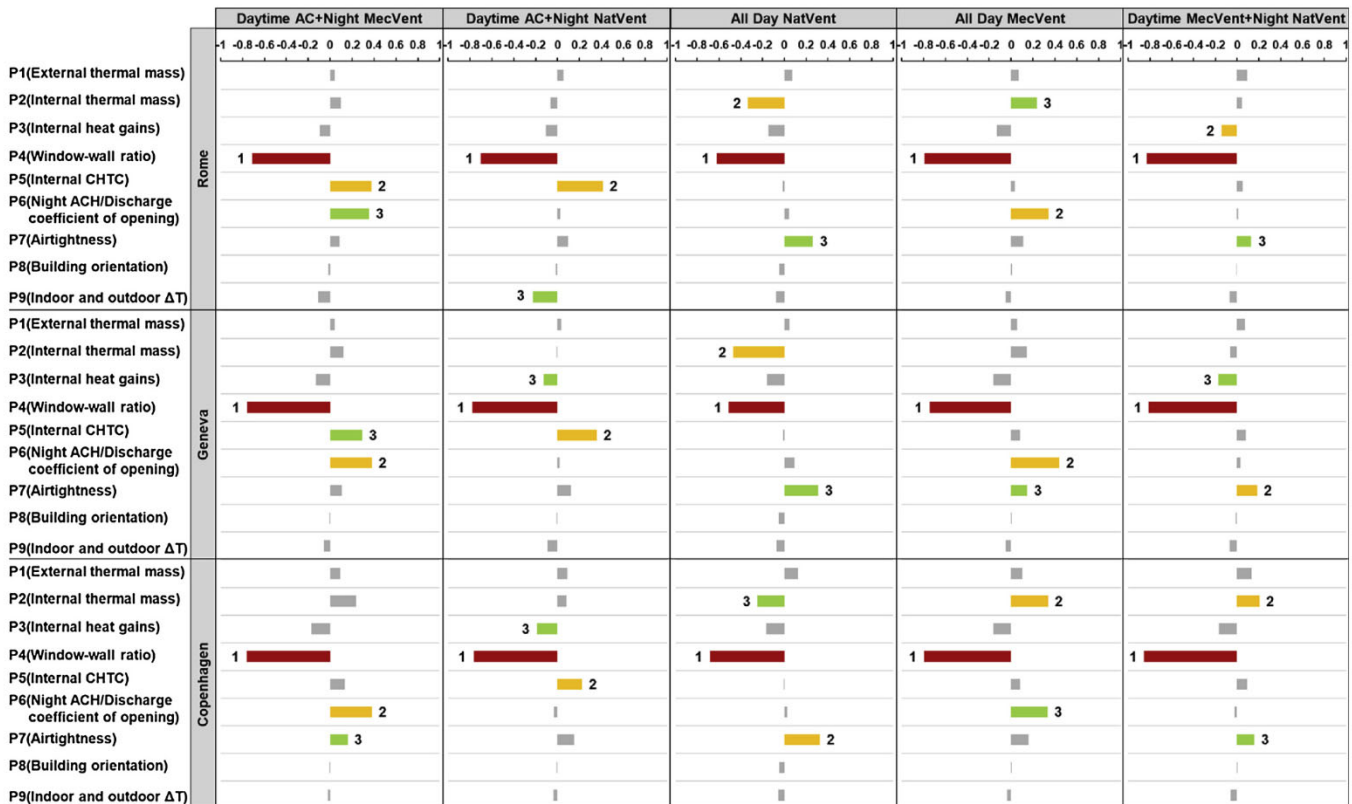 Daytime AC+Night MecVent Daytime AC+Night NatVent All Day NatVent All Day MecVent Daytime MecVent+Night NatVent
-1 -0.8-0.6-0.4-0.2 0 0.2 0.4 0.6 0.8 1 -1 -0.8-0.6-0.4-0.2 0 0.2 0.4 0.6 0.8 1 -1 -0.8-0.6-0.4-0.2 0 0.2 0.4 0.6 0.8 1 -1 -0.8-0.6-0.4-0.2 0 0.2 0.4 0.6 0.8 1 -1 -0.8-0.6-0.4-0.2 0 0.2 0.4 0.6 0.8 1
Rome
P1(External thermal mass)
P2(Internal thermal mass) 2 3
P3(Internal heat gains) 2
P4(Window-wall ratio) 1 1 1 1 1
P5(Internal CHTC) 2 2
P6(Night ACH/Discharge
coefficient of opening) 3 2
P7(Airtightness) 3 3
P8(Building orientation)
P9(Indoor and outdoor ΔT) 3
Geneva
P1(External thermal mass)
P2(Internal thermal mass) 2
P3(Internal heat gains) 3 3
P4(Window-wall ratio) 1 1 1 1 1
P5(Internal CHTC) 3 2
P6(Night ACH/Discharge
coefficient of opening) 2 2
P7(Airtightness) 3 3 2
P8(Building orientation)
P9(Indoor and outdoor ΔT)
Copenhagen
P1(External thermal mass)
P2(Internal thermal mass) 3 2 2
P3(Internal heat gains) 3
P4(Window-wall ratio) 1 1 1 1 1
P5(Internal CHTC) 2
P6(Night ACH/Discharge
coefficient of opening) 2 3
P7(Airtightness) 3 2 3
P8(Building orientation)
P9(Indoor and outdoor ΔT)